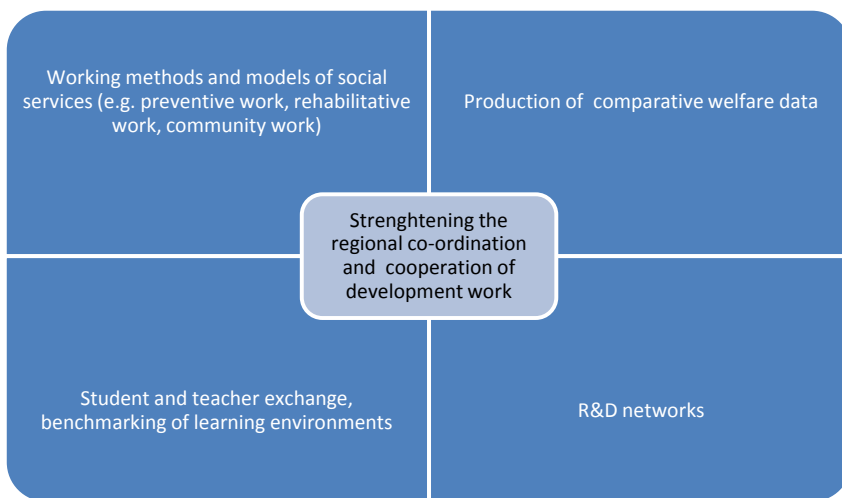 Working methods and models of social
services (e.g. preventive work, rehabilitative
work, community work)
Production of comparative welfare data
Strenghtening the
regional co-ordination
and cooperation of
development work
Student and teacher exchange,
benchmarking of learning environments
R&D networks